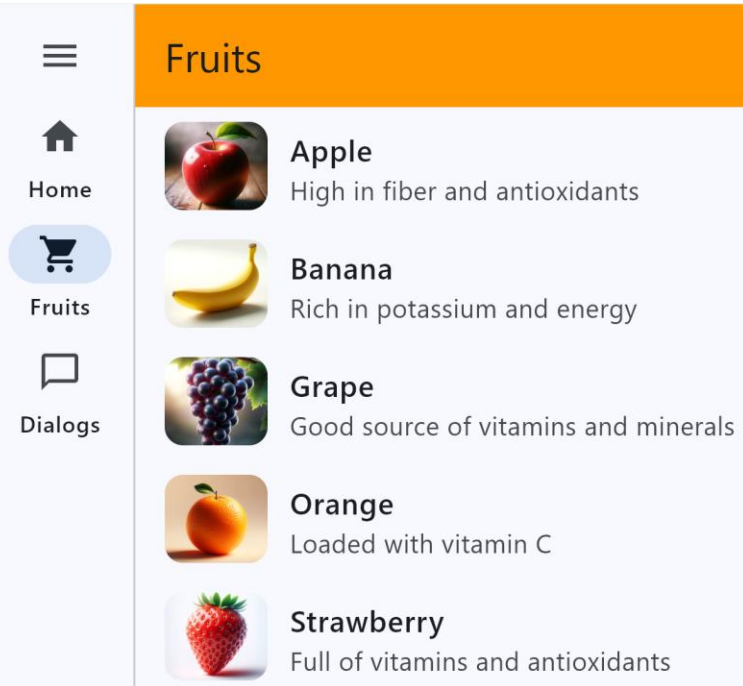 Home
Fruits
Dialogs
Fruits
Apple
High in fiber and antioxidants
Banana
Rich in potassium and energy
Grape
Good source of vitamins and minerals
Orange
Loaded with vitamin C
Strawberry
Full of vitamins and antioxidants